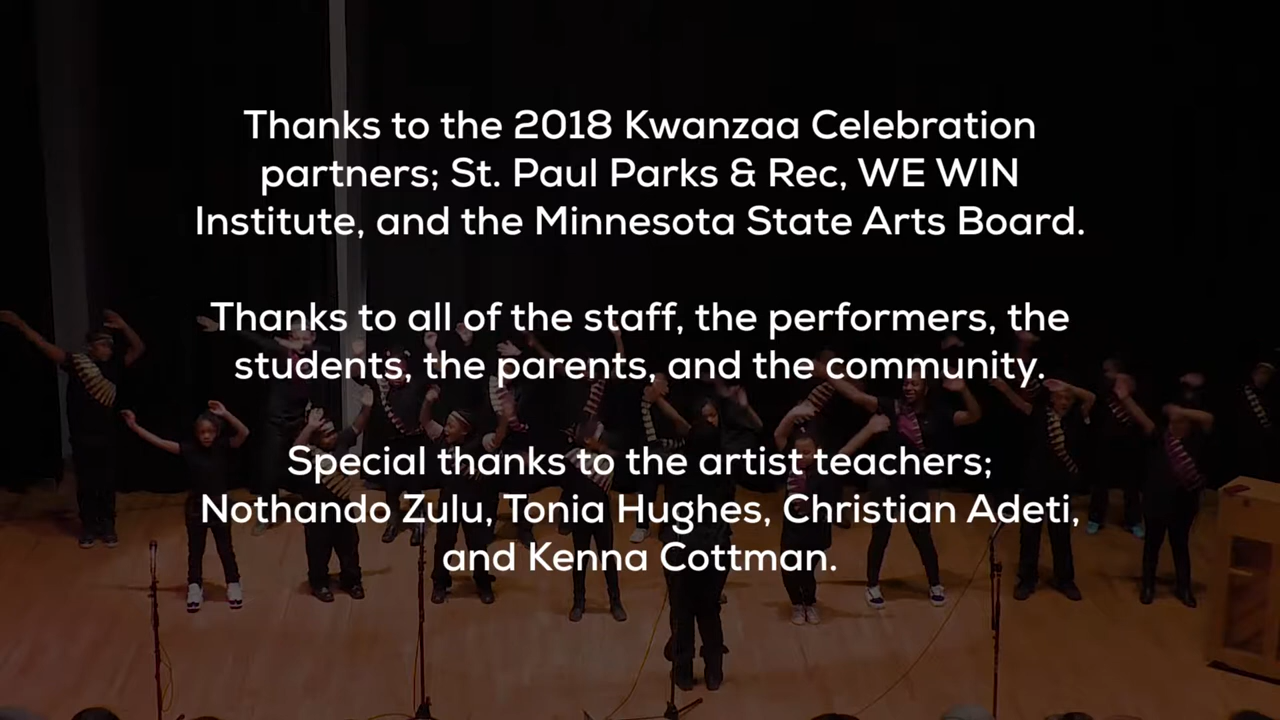 Thanks to the 2018 Kwanzaa Celebration
partners; St. Paul Parks & Rec, WE WIN
Institute, and the Minnesota State Arts Board.
Thanks to all of the staff, the performers, the
students, the parents, and the community.
Special thanks to the artist teachers;
Nothando Zulu, Tonia Hughes, Christian Adeti,
and Kenna Cottman.